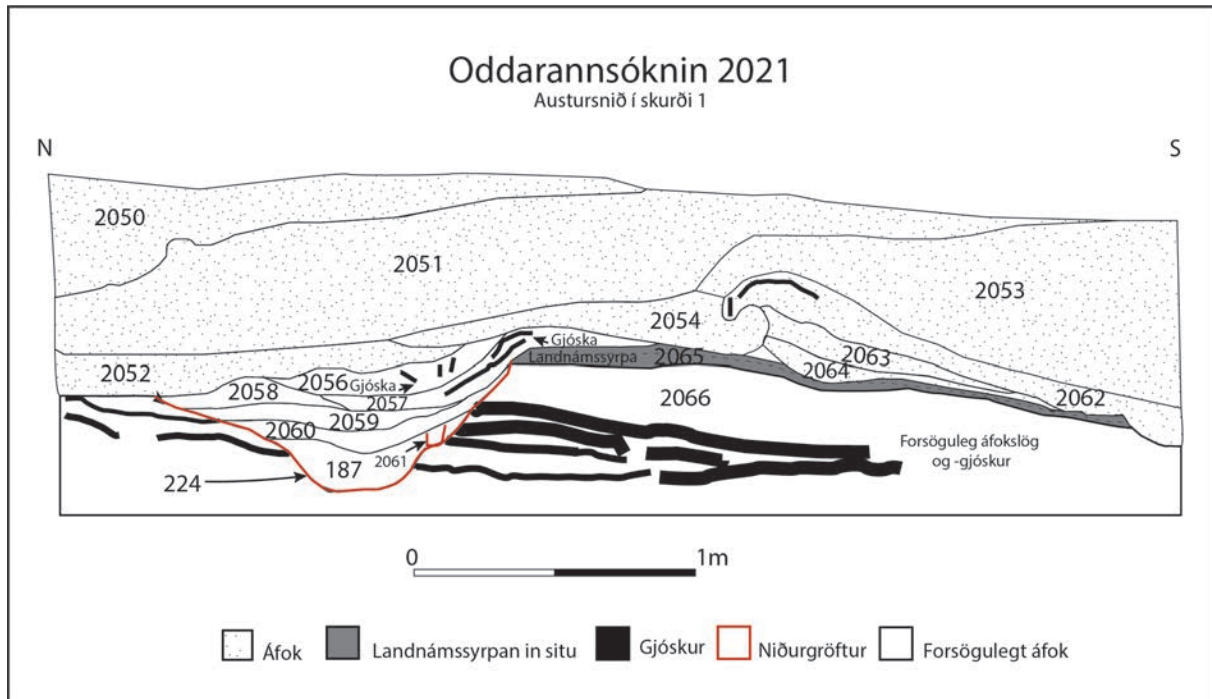 Oddarannsóknin 2021
Austursnið í skurði 1
N
S
2050
2051
2053
2054
Gjóska
Landnámssyrpa
2065
2063
2064
2052
2056
2058
Gjóska
2057
2062
2066
2059
2060
2061
187
224
Forsöguleg áfokslög
og -gjóskur
0
1m
Áfok
Landnámssyrpan in situ
Gjóskur
Niðurgröftur
Forsögulegt áfok